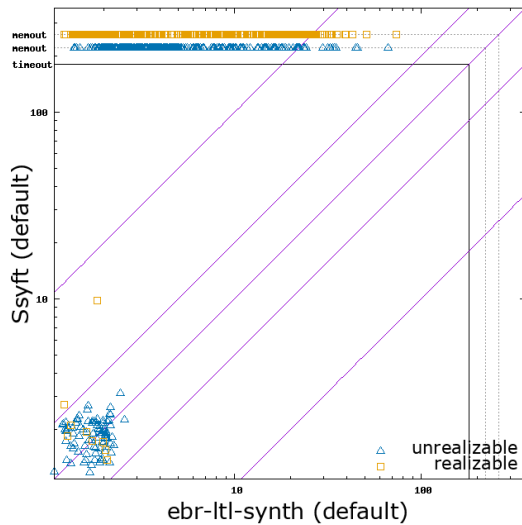 memout
memout
timeout
100
Ssyft (default)
10
unrealizable
realizable
10
100
ebr-ltl-synth (default)